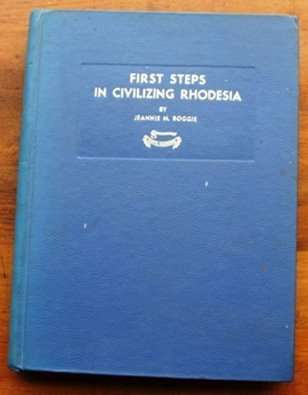 FIRST STEPS
IN CIVILIZING RHODESIA
BY
JEANNIE M. BOGGIE